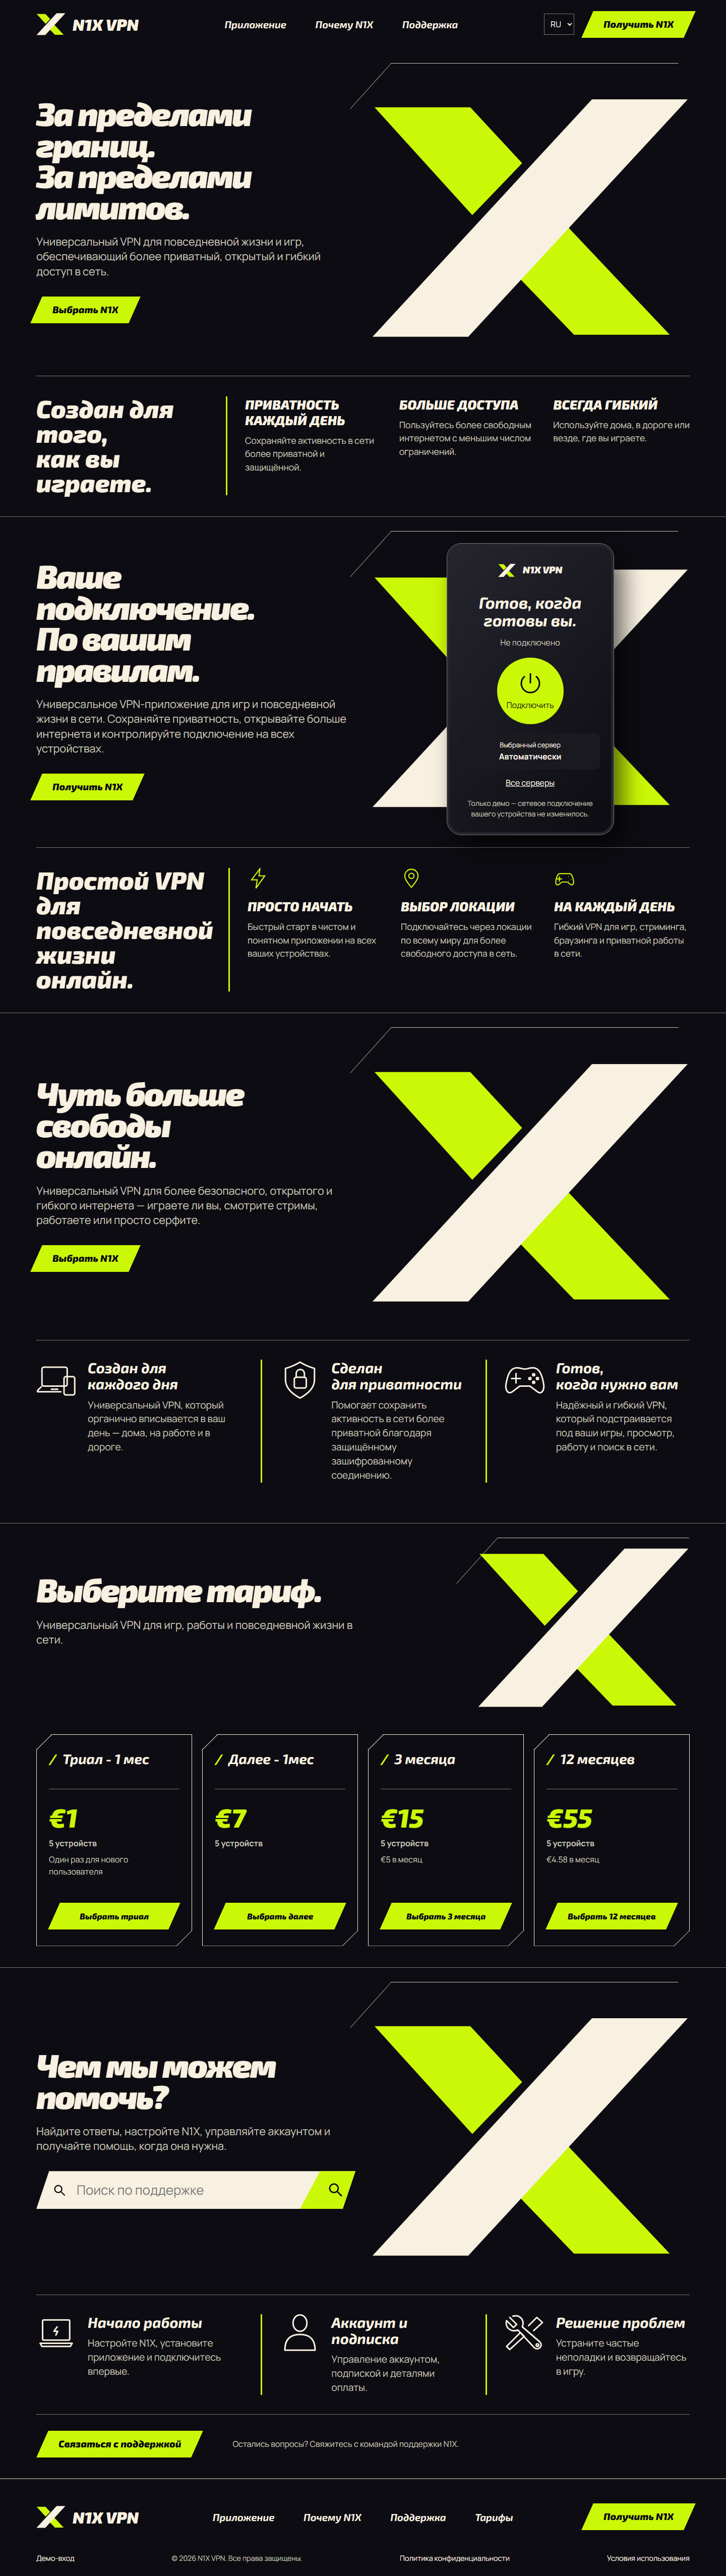 N1X VPN
Приложение
Почему N1X
Поддержка
RU
Получить N1X
За пределами
границ.
За пределами
лимитов.
Универсальный VPN для повседневной жизни и игр,
обеспечивающий более приватный, открытый и гибкий
доступ в сеть.
Выбрать N1X
Создан для
того,
как вы
играете.
ПРИВАТНОСТЬ
КАЖДЫЙ ДЕНЬ
Сохраняйте активность в сети
более приватной и
защищённой.
БОЛЬШЕ ДОСТУПА
Пользуйтесь более свободным
интернетом с меньшим числом
ограничений.
ВСЕГДА ГИБКИЙ
Используйте дома, в дороге или
везде, где вы играете.
Ваше
подключение.
По вашим
правилам.
Универсальное VPN-приложение для игр и повседневной
жизни в сети. Сохраняйте приватность, открывайте больше
интернета и контролируйте подключение на всех
устройствах.
Получить N1X
N1X VPN
Готов, когда
готовы вы.
Не подключено
Подключить
Выбранный сервер
Автоматически
Все серверы
Только демо — сетевое подключение
вашего устройства не изменилось.
Простой VPN
для
повседневной
жизни
онлайн.
ПРОСТО НАЧАТЬ
Быстрый старт в чистом и
понятном приложении на всех
ваших устройствах.
ВЫБОР ЛОКАЦИИ
Подключайтесь через локации
по всему миру для более
свободного доступа в сеть.
НА КАЖДЫЙ ДЕНЬ
Гибкий VPN для игр, стриминга,
браузинга и приватной работы
в сети.
Чуть больше
свободы
онлайн.
Универсальный VPN для более безопасного, открытого и
гибкого интернета — играете ли вы, смотрите стримы,
работаете или просто серфите.
Выбрать N1X
Создан для
каждого дня
Универсальный VPN, который
органично вписывается в ваш
день — дома, на работе и в
дороге.
Сделан
для приватности
Помогает сохранить
активность в сети более
приватной благодаря
защищённому
зашифрованному
соединению.
Готов,
когда нужно вам
Надёжный и гибкий VPN,
который подстраивается
под ваши игры, просмотр,
работу и поиск в сети.
Выберите тариф.
Универсальный VPN для игр, работы и повседневной жизни в
сети.
/ Триал - 1 мес
€1
5 устройств
Один раз для нового
пользователя
Выбрать триал
/ Далее - 1мес
€7
5 устройств
Выбрать далее
/ 3 месяца
€15
5 устройств
€5 в месяц
Выбрать 3 месяца
/ 12 месяцев
€55
5 устройств
€4.58 в месяц
Выбрать 12 месяцев
Чем мы можем
помочь?
Найдите ответы, настройте N1X, управляйте аккаунтом и
получайте помощь, когда она нужна.
Поиск по поддержке
Начало работы
Настройте N1X, установите
приложение и подключитесь
впервые.
Аккаунт и
подписка
Управление аккаунтом,
подпиской и деталями
оплаты.
Решение проблем
Устраните частые
неполадки и возвращайтесь
в игру.
Связаться с поддержкой
Остались вопросы? Свяжитесь с командой поддержки N1X.
N1X VPN
Приложение
Почему N1X
Поддержка
Тарифы
Получить N1X
Демо-вход
© 2026 N1X VPN. Все права защищены.
Политика конфиденциальности
Условия использования